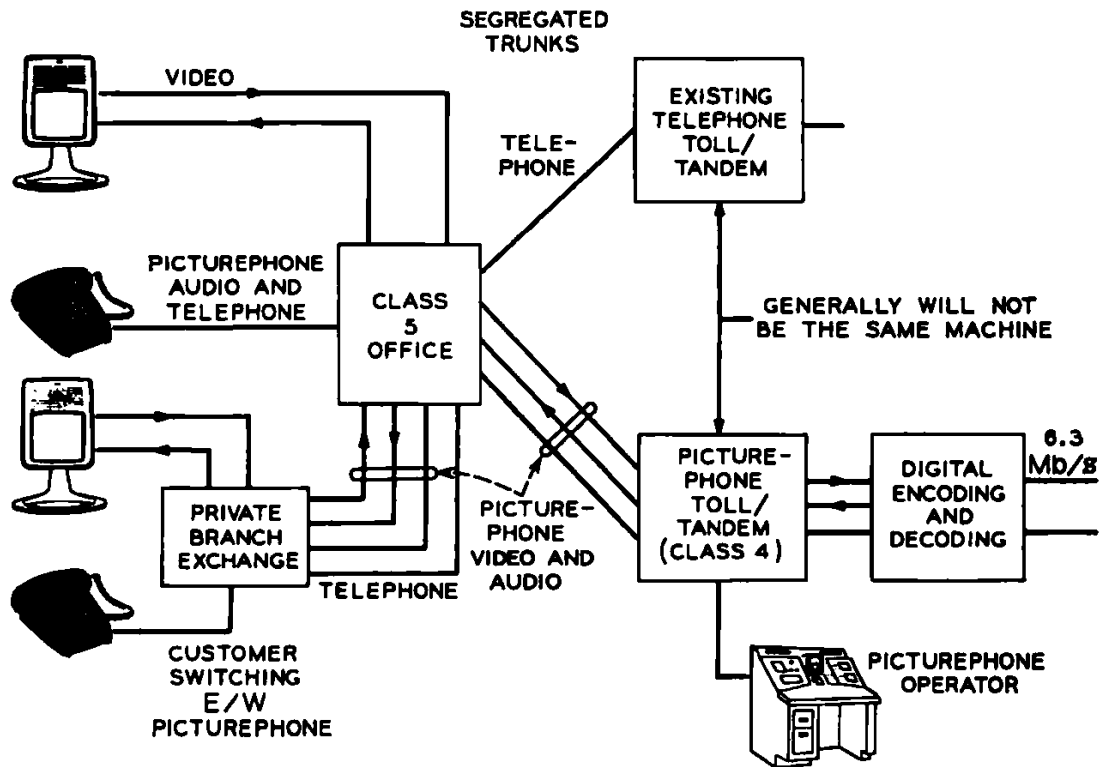 SEGREGATED
TRUNKS
VIDEO
EXISTING
TELEPHONE
TOLL/
TANDEM
TELE-
PHONE
PICTUREPHONE
AUDIO AND
TELEPHONE
CLASS
5
OFFICE
GENERALLY WILL NOT
BE THE SAME MACHINE
PRIVATE
BRANCH
EXCHANGE
TELEPHONE
PICTURE-
PHONE
VIDEO AND
AUDIO
PICTURE-
PHONE
TOLL/
TANDEM
(CLASS 4)
DIGITAL
ENCODING
AND
DECODING
6.3
Mb/s
CUSTOMER
SWITCHING
E/W
PICTUREPHONE
PICTUREPHONE
OPERATOR